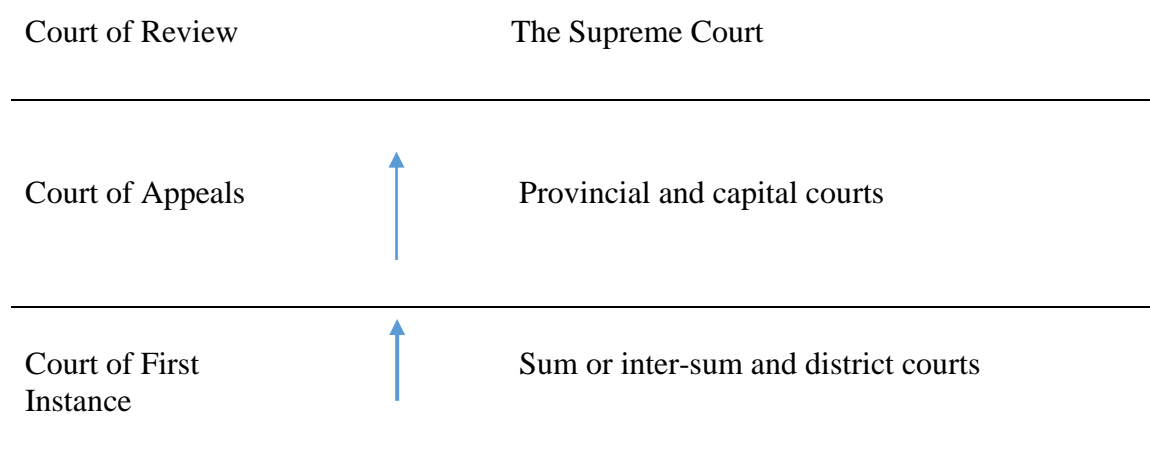 Court of Review The Supreme Court
Court of Appeals Provincial and capital courts
Court of First Sum or inter-sum and district courts
Instance